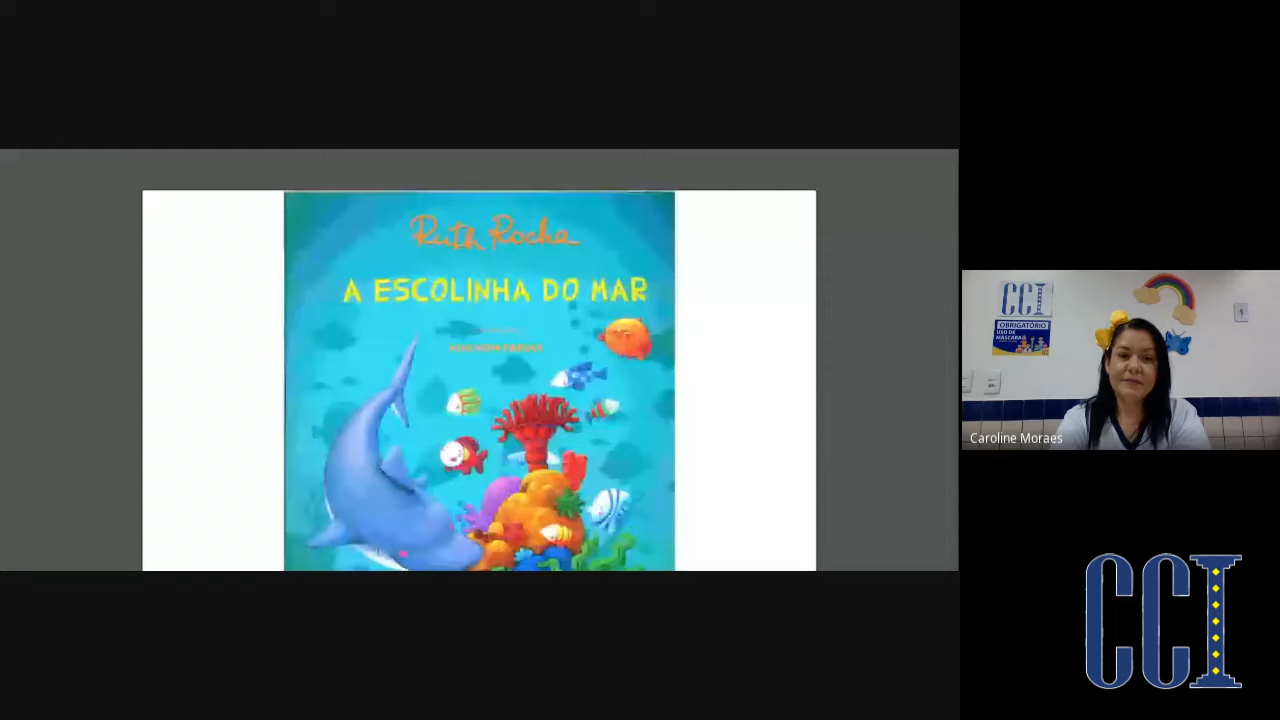 Ruth Rocha
A ESCOLINHA DO MAR
CCI
OBRIGATÓRIO
USO DE
MÁSCARA
Caroline Moraes
CCI